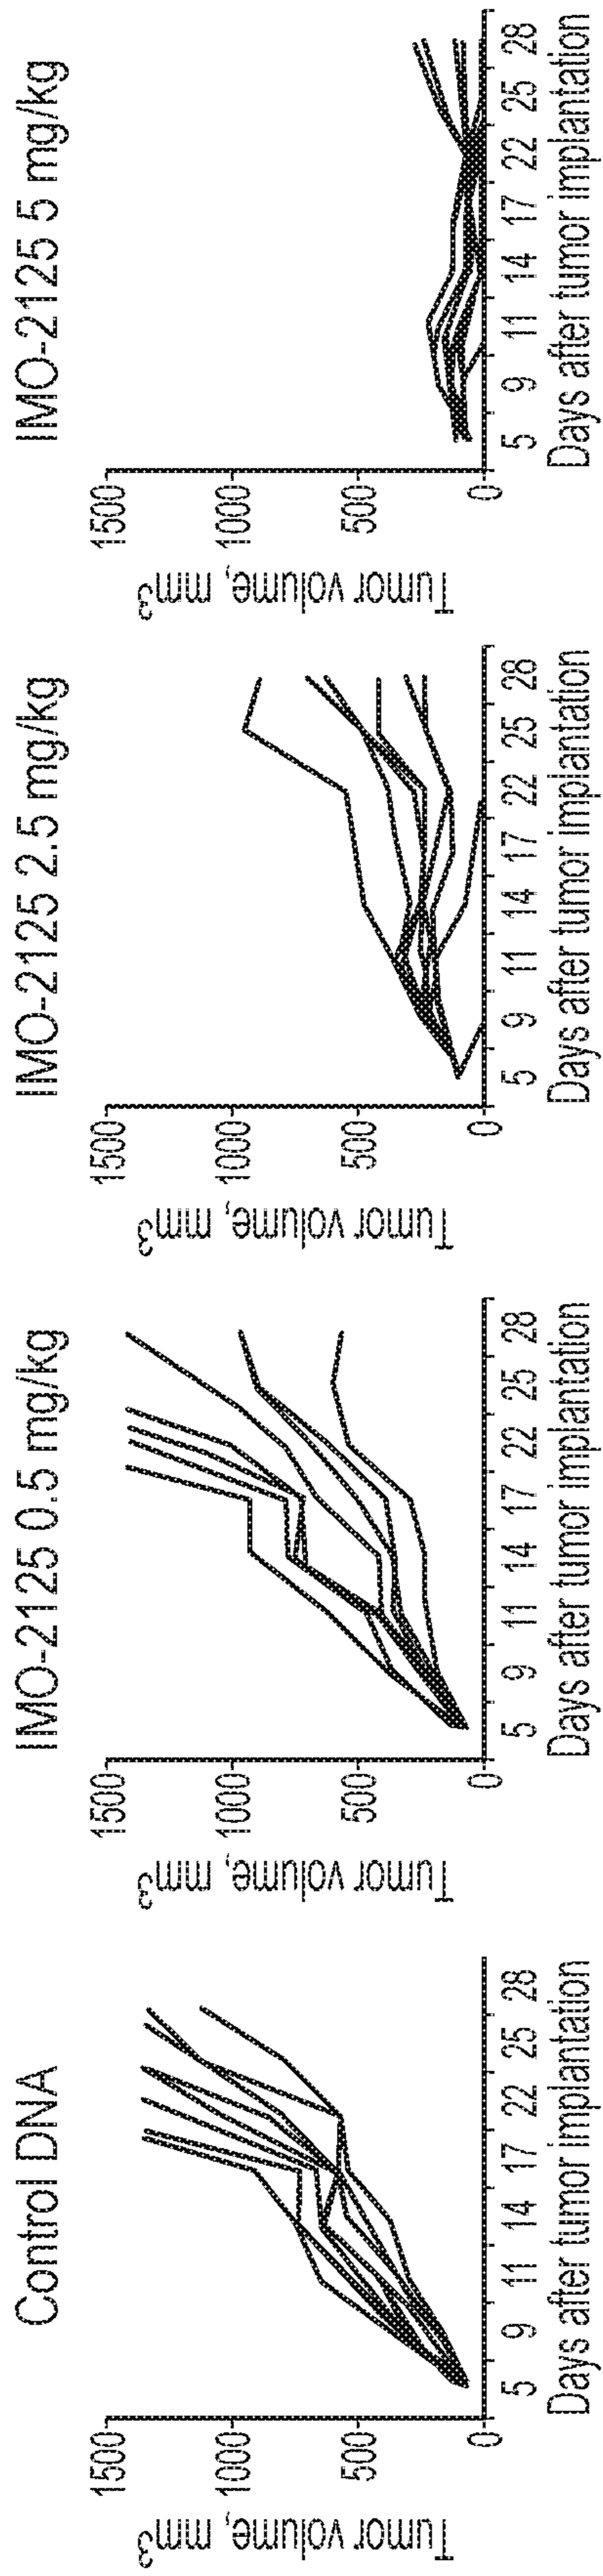 Control DNA
Tumor volume, mm³
1500
1000
500
0
5 9 11 14 17 22 25 28
Days after tumor implantation
IMO-2125 0.5 mg/kg
Tumor volume, mm³
1500
1000
500
0
5 9 11 14 17 22 25 28
Days after tumor implantation
IMO-2125 2.5 mg/kg
Tumor volume, mm³
1500
1000
500
0
5 9 11 14 17 22 25 28
Days after tumor implantation
IMO-2125 5 mg/kg
Tumor volume, mm³
1500
1000
500
0
5 9 11 14 17 22 25 28
Days after tumor implantation